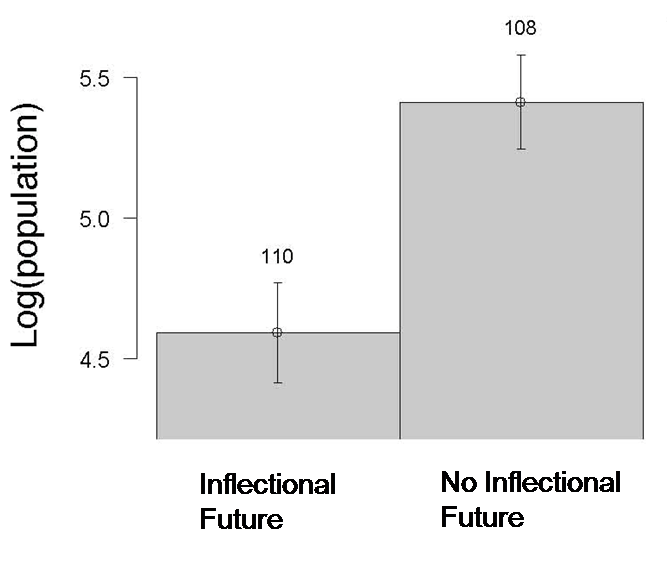 108
5.5
5.0
4.5
Log(population)
110
Inflectional
Future
No Inflectional
Future